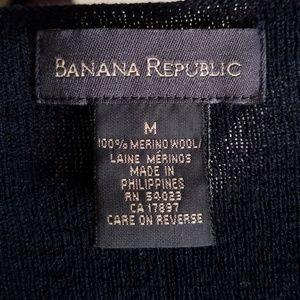 BANANA REPUBLIC
M
100% MERINO WOOL/
LAINE MÉRINOS
MADE IN
PHILIPPINES
RN 54023
CA 17897
CARE ON REVERSE